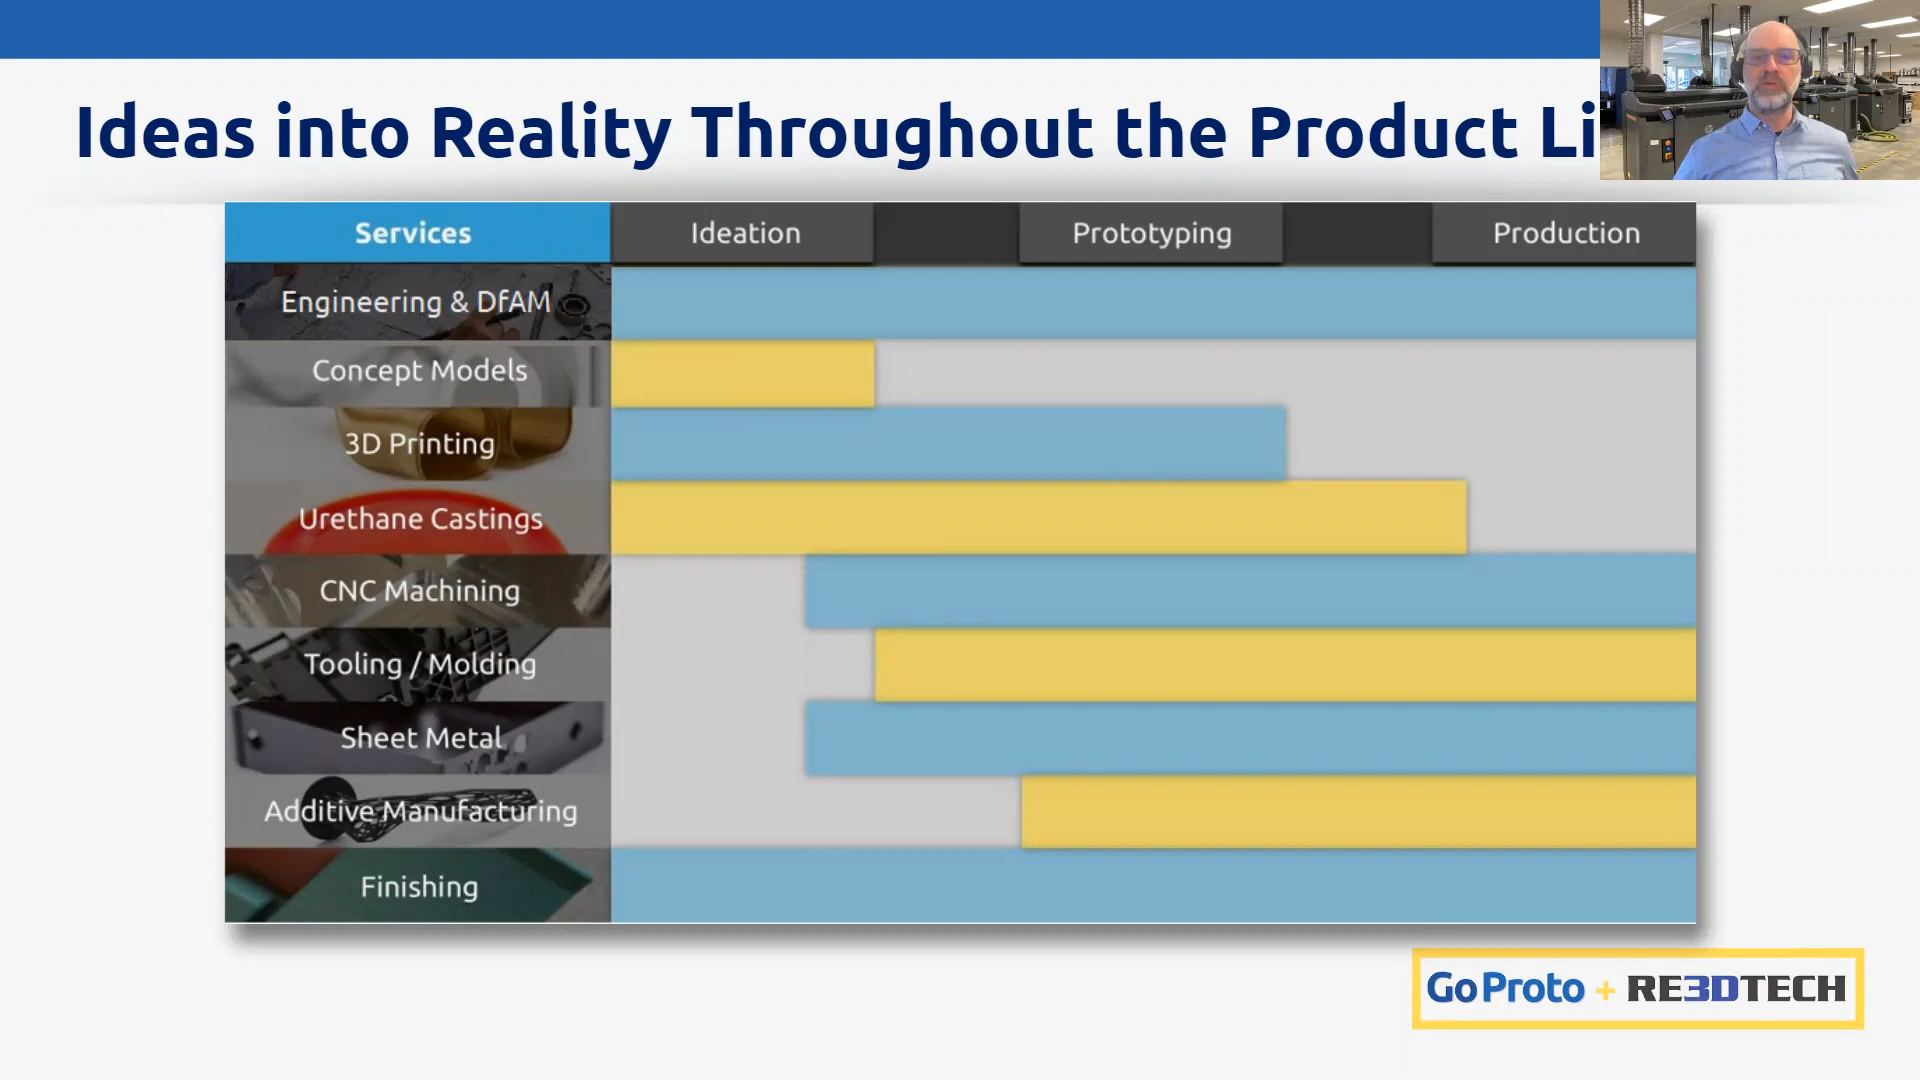 Ideas into Reality Throughout the Product Li
Services Ideation Prototyping Production
Engineering & DfAM
Concept Models
3D Printing
Urethane Castings
CNC Machining
Tooling / Molding
Sheet Metal
Additive Manufacturing
Finishing
GoProto + RE3DTECH